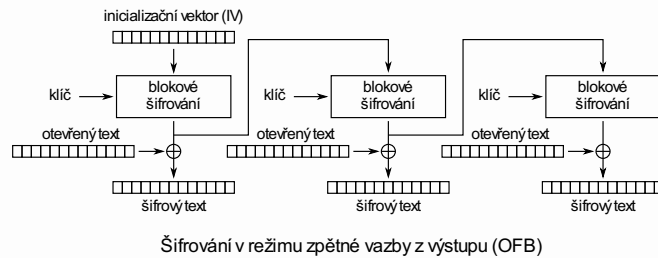 inicializační vektor (IV)
klíč
blokové
šifrování
klíč
blokové
šifrování
klíč
blokové
šifrování
otevřený text
otevřený text
otevřený text
šifrový text
šifrový text
šifrový text
Šifrování v režimu zpětné vazby z výstupu (OFB)